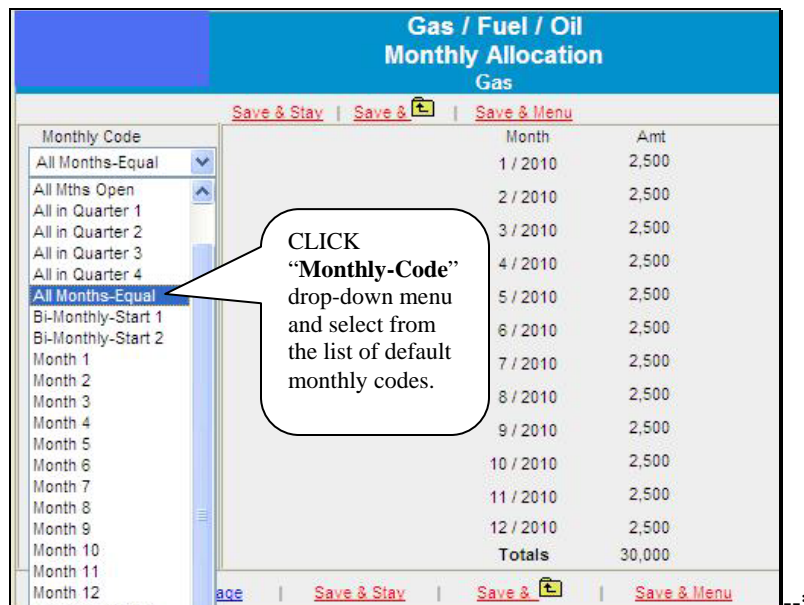 Gas / Fuel / Oil
Monthly Allocation
Gas
Save & Stay | Save & | Save & Menu
Monthly Code
All Months-Equal
All Mths Open
All in Quarter 1
All in Quarter 2
All in Quarter 3
All in Quarter 4
All Months-Equal
Bi-Monthly-Start 1
Bi-Monthly-Start 2
Month 1
Month 2
Month 3
Month 4
Month 5
Month 6
Month 7
Month 8
Month 9
Month 10
Month 11
Month 12
CLICK
“Monthly-Code”
drop-down menu
and select from
the list of default
monthly codes.
Month Amt
1 / 2010 2,500
2 / 2010 2,500
3 / 2010 2,500
4 / 2010 2,500
5 / 2010 2,500
6 / 2010 2,500
7 / 2010 2,500
8 / 2010 2,500
9 / 2010 2,500
10 / 2010 2,500
11 / 2010 2,500
12 / 2010 2,500
Totals 30,000
age | Save & Stay | Save & | Save & Menu